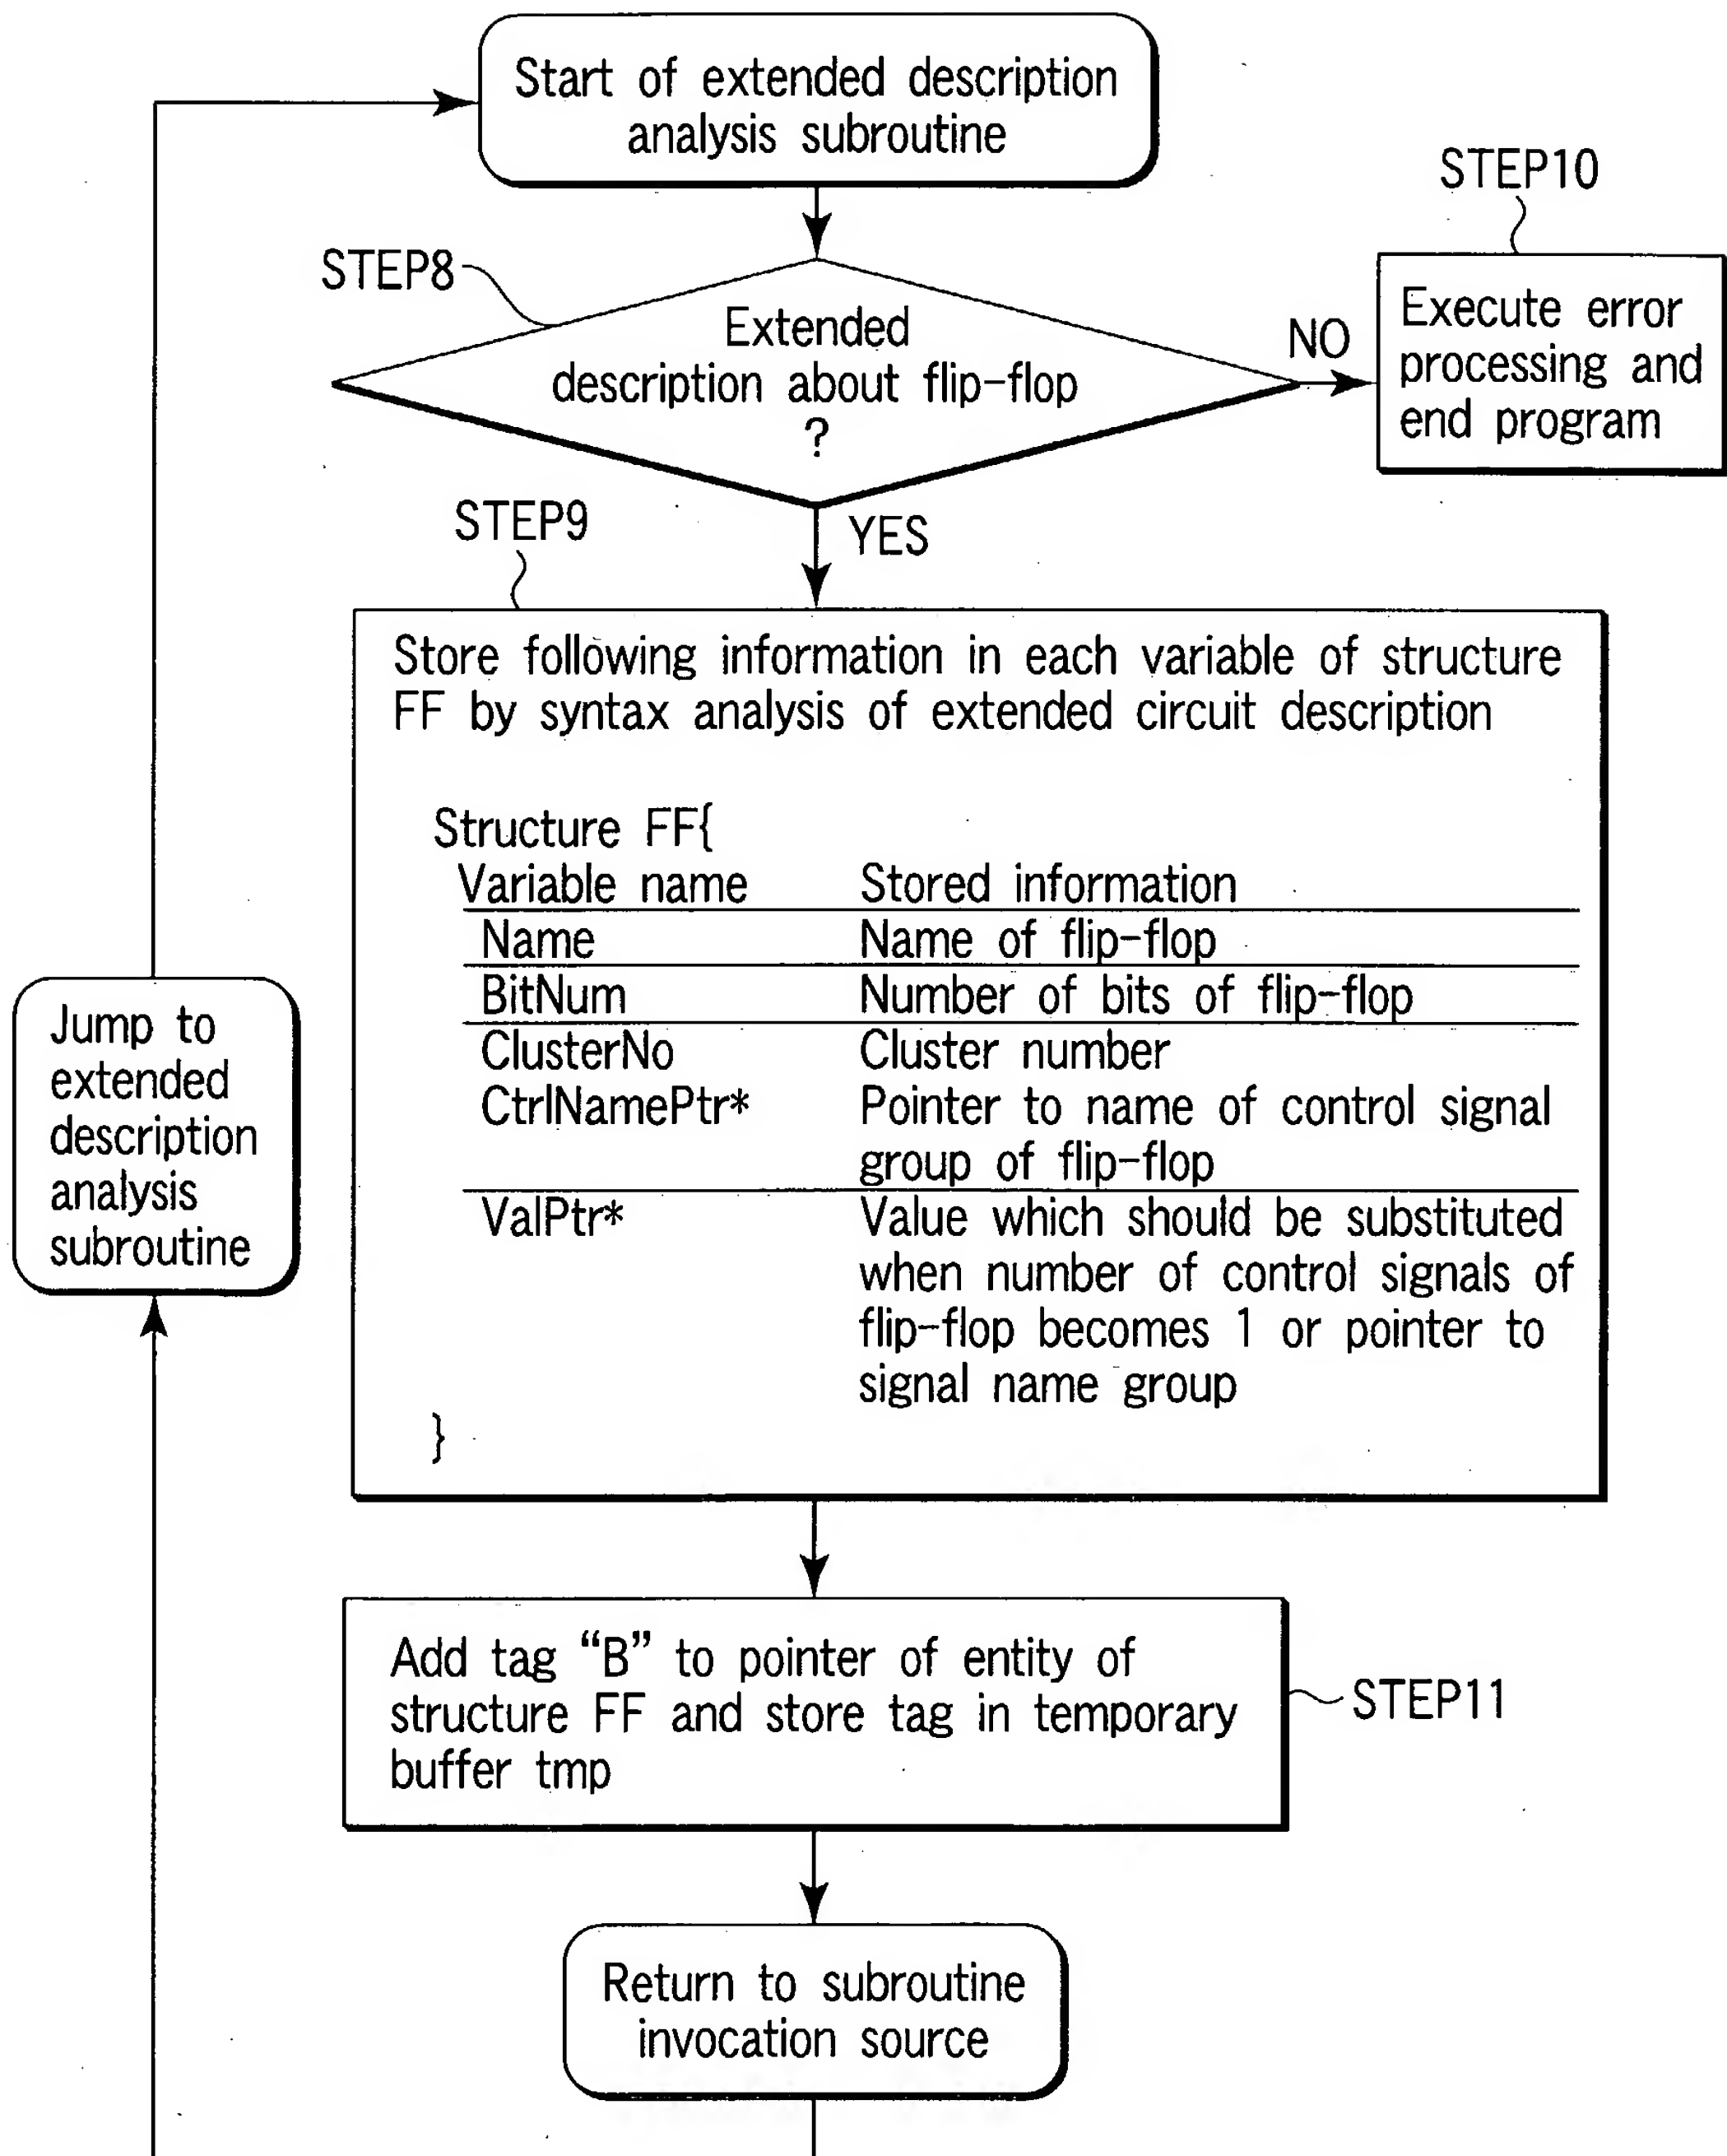 Start of extended description
analysis subroutine
STEP10
STEP8
Extended
description about flip-flop
?
NO
Execute error
processing and
end program
STEP9
YES
Store following information in each variable of structure
FF by syntax analysis of extended circuit description
Structure FF{
Variable name Stored information
Name Name of flip-flop
BitNum Number of bits of flip-flop
ClusterNo Cluster number
CtrlNamePtr* Pointer to name of control signal
group of flip-flop
ValPtr* Value which should be substituted
when number of control signals of
flip-flop becomes 1 or pointer to
signal name group
}
Jump to
extended
description
analysis
subroutine
Add tag “B” to pointer of entity of
structure FF and store tag in temporary
buffer tmp
STEP11
Return to subroutine
invocation source